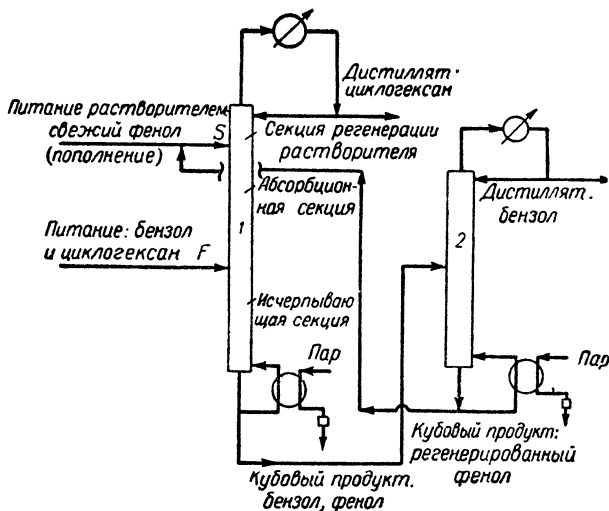 Дистиллят.
циклогексан
Питание растворителем
свежий фенол
(пополнение)
S
Секция регенерации
растворителя
Абсорбцион-
ная секция
1
Питание: бензол
и циклогексан F
Исчерпываю
щая секция
Пар
Кубовый продукт.
бензол, фенол
2
Дистиллят.
бензол
Пар
Кубовый продукт:
регенерированный
фенол